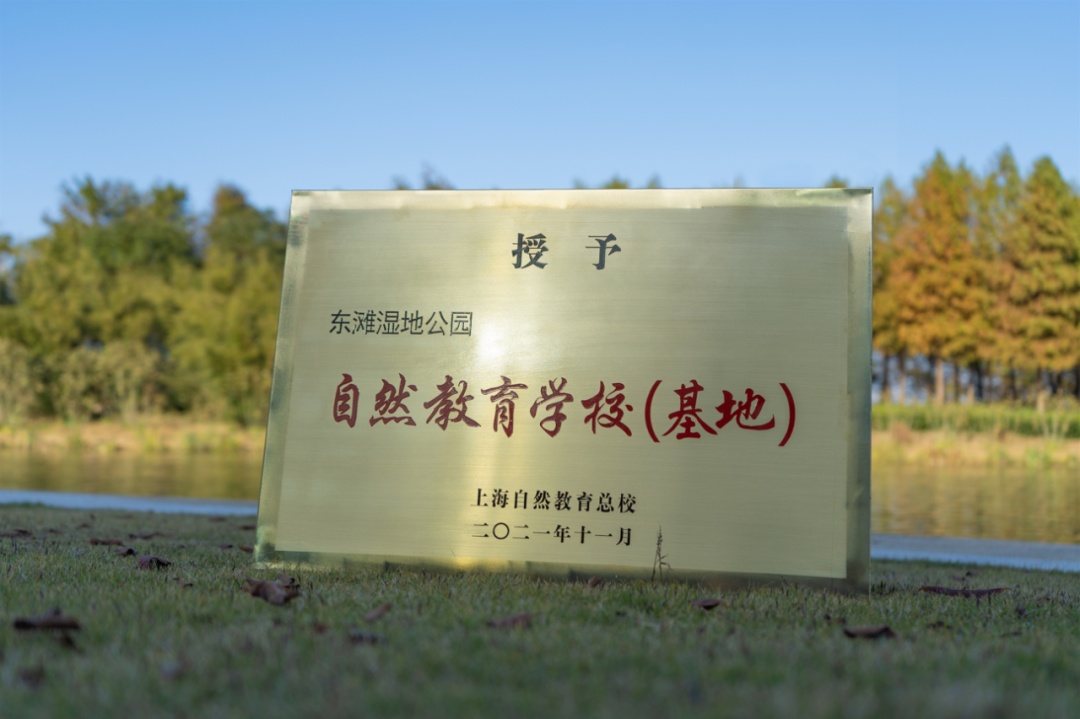 授 予
东滩湿地公园
自然教育学校(基地)
上海自然教育总校
二〇二一年十一月